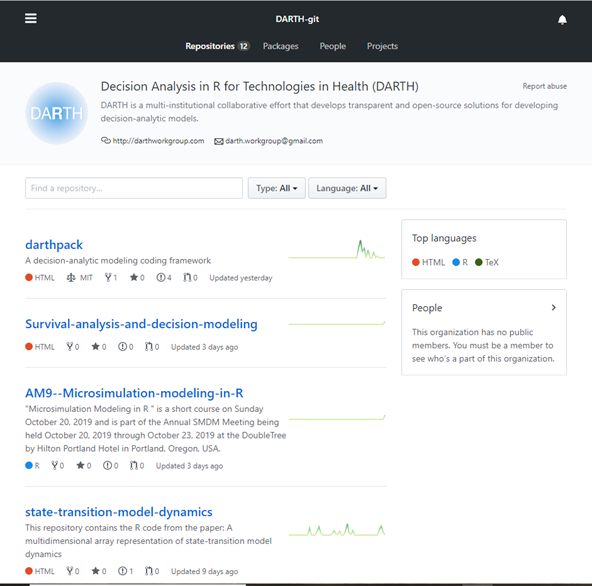 DARTH-git
Repositories 12 Packages People Projects
DARTH
Decision Analysis in R for Technologies in Health (DARTH)
Report abuse
DARTH is a multi-institutional collaborative effort that develops transparent and open-source solutions for developing
decision-analytic models.
http://darthworkgroup.com darth.workgroup@gmail.com
Find a repository...
Type: All
Language: All
darthpack
A decision-analytic modeling coding framework
HTML MIT 1 0 4 0 Updated yesterday
Survival-analysis-and-decision-modeling
HTML 0 0 0 0 Updated 3 days ago
AM9--Microsimulation-modeling-in-R
"Microsimulation Modeling in R " is a short course on Sunday
October 20, 2019 and is part of the Annual SMDM Meeting being
held October 20, 2019 through October 23, 2019 at the DoubleTree
by Hilton Portland Hotel in Portland, Oregon, USA.
R 0 0 0 0 Updated 3 days ago
state-transition-model-dynamics
This repository contains the R code from the paper: A
multidimensional array representation of state-transition model
dynamics
HTML 0 0 1 0 Updated 9 days ago
Top languages
HTML R TeX
People
This organization has no public
members. You must be a member to
see who's a part of this organization.